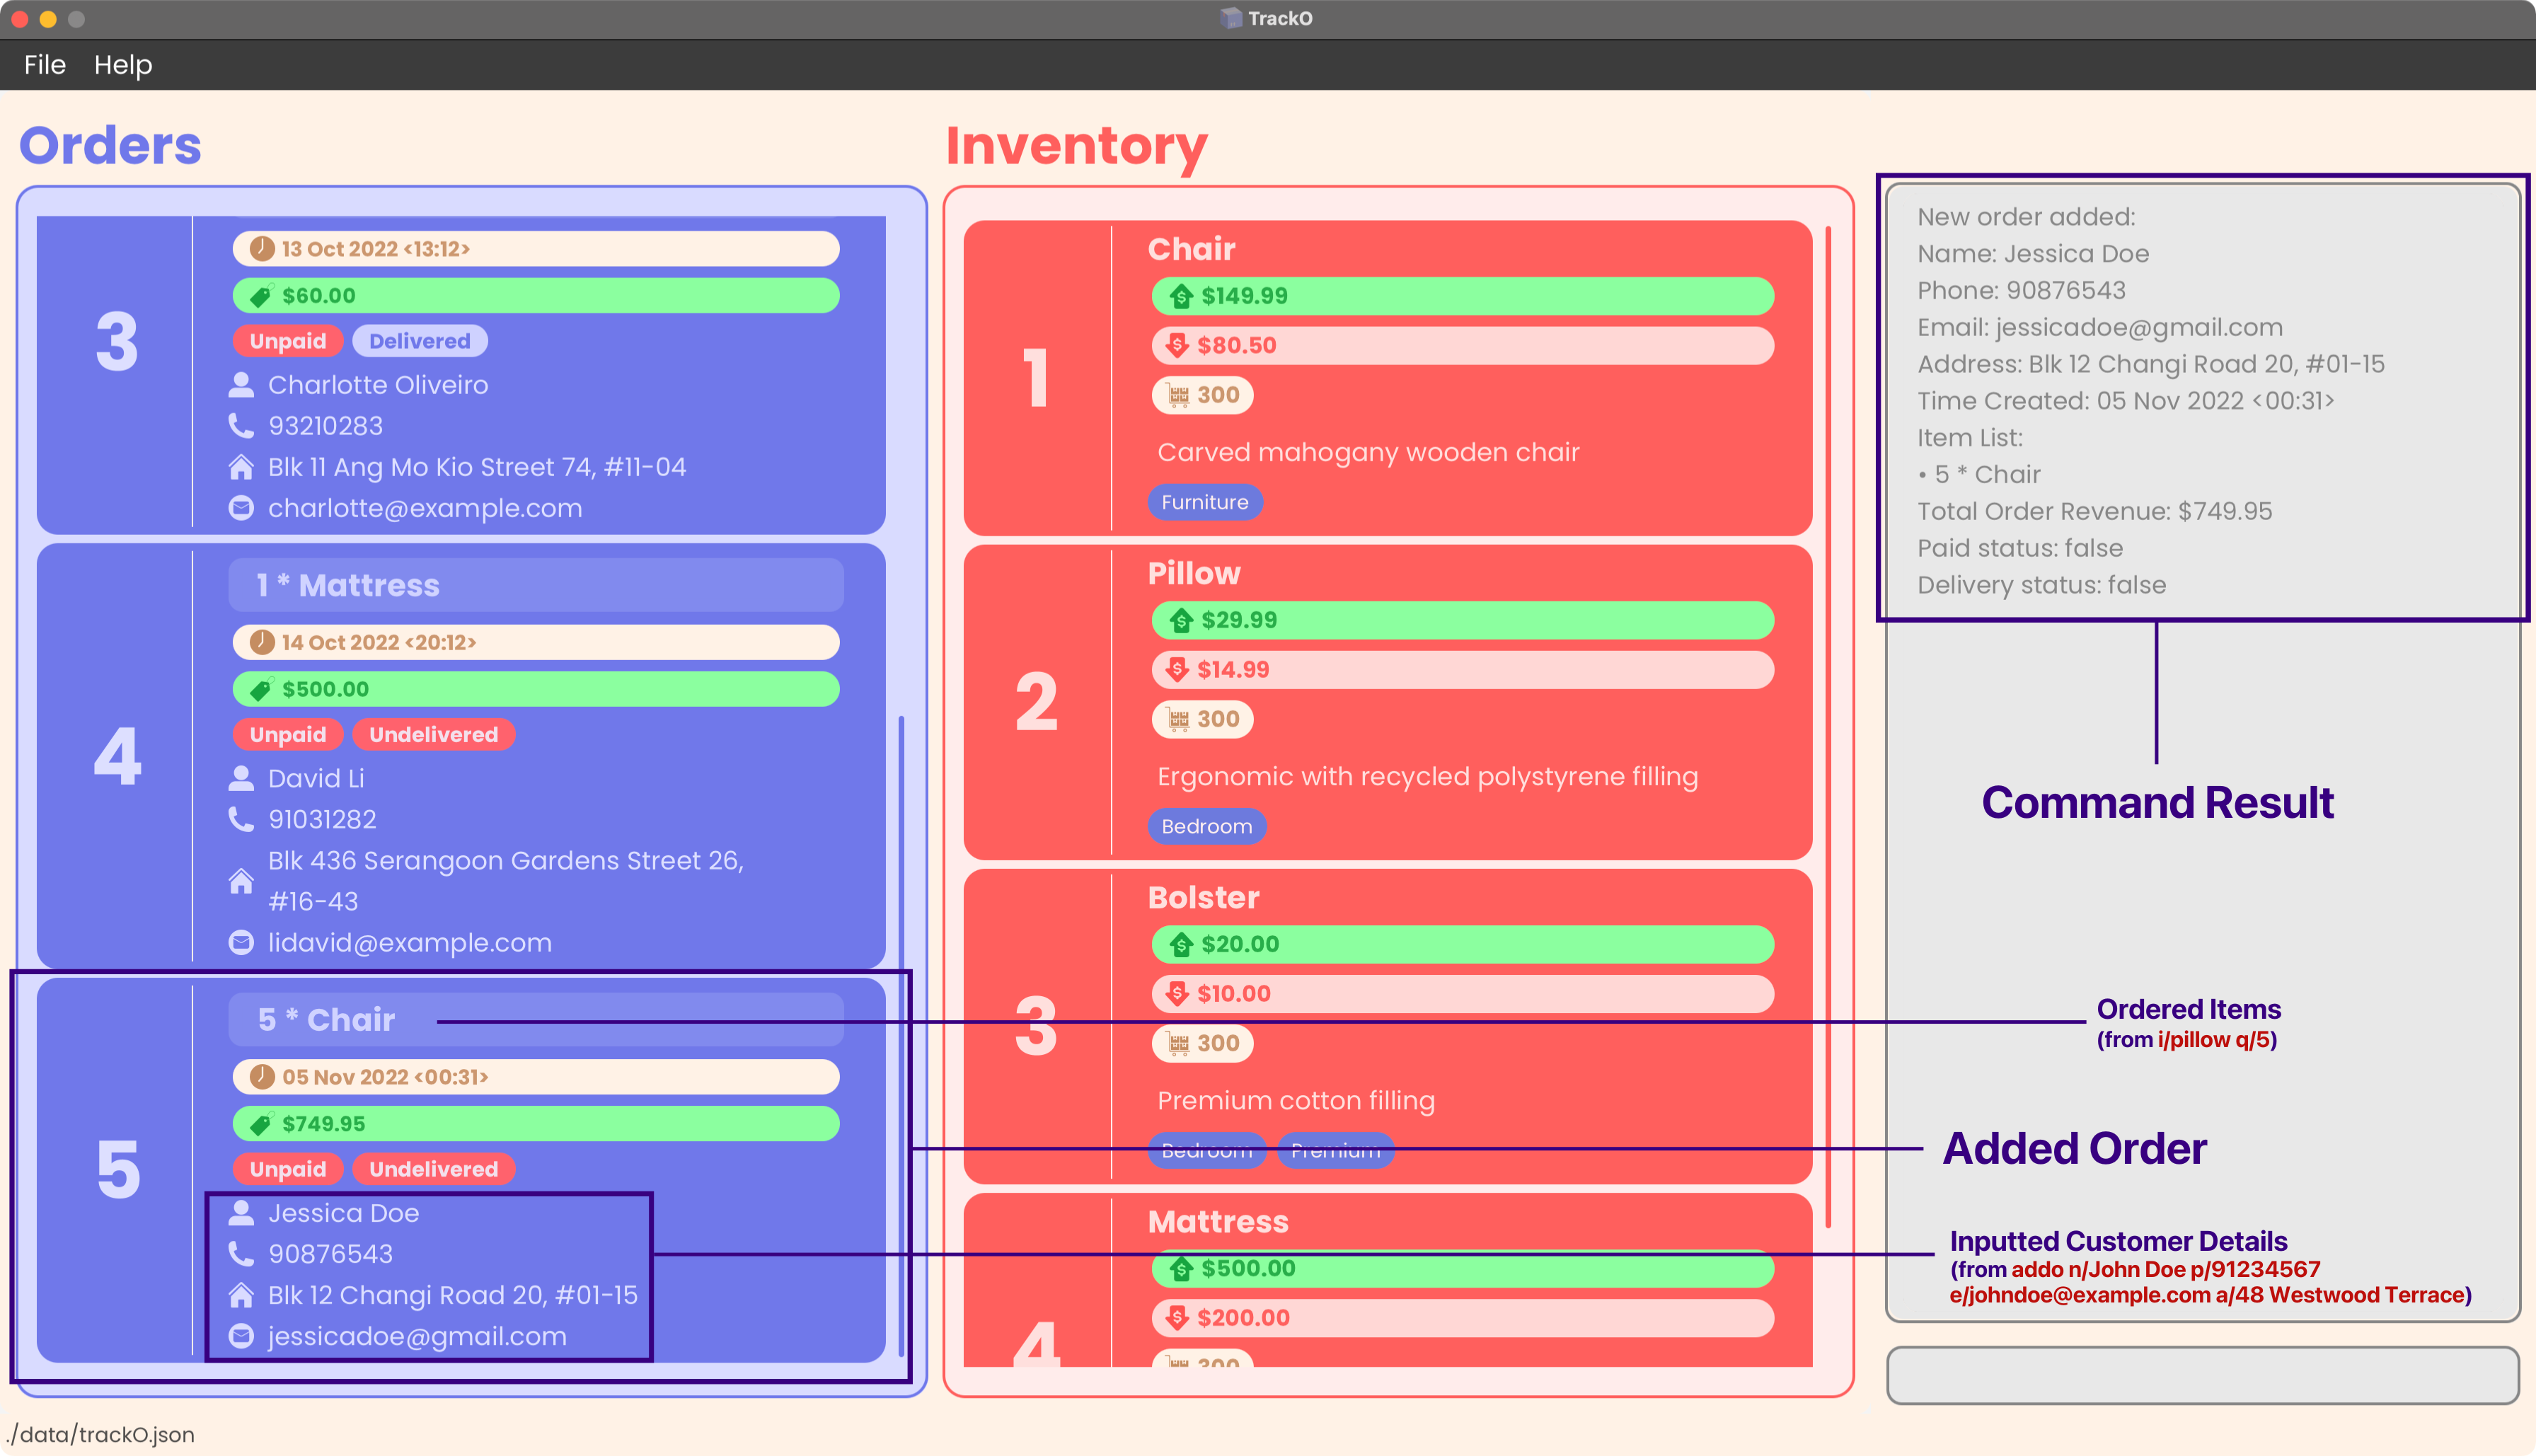 TrackO
File Help
Orders
3
13 Oct 2022 <13:12>
$60.00
Unpaid Delivered
Charlotte Oliveiro
93210283
Blk 11 Ang Mo Kio Street 74, #11-04
charlotte@example.com
4
1 * Mattress
14 Oct 2022 <20:12>
$500.00
Unpaid Undelivered
David Li
91031282
Blk 436 Serangoon Gardens Street 26,
#16-43
lidavid@example.com
5
5 * Chair
05 Nov 2022 <00:31>
$749.95
Unpaid Undelivered
Jessica Doe
90876543
Blk 12 Changi Road 20, #01-15
jessicadoe@gmail.com
Inventory
1
Chair
$149.99
$80.50
300
Carved mahogany wooden chair
Furniture
2
Pillow
$29.99
$14.99
300
Ergonomic with recycled polystyrene filling
Bedroom
3
Bolster
$20.00
$10.00
300
Premium cotton filling
Bedroom Premium
4
Mattress
$500.00
$200.00
300
New order added:
Name: Jessica Doe
Phone: 90876543
Email: jessicadoe@gmail.com
Address: Blk 12 Changi Road 20, #01-15
Time Created: 05 Nov 2022 <00:31>
Item List:
• 5 * Chair
Total Order Revenue: $749.95
Paid status: false
Delivery status: false
Command Result
Ordered Items
(from i/pillow q/5)
Added Order
Inputted Customer Details
(from addo n/John Doe p/91234567
e/johndoe@example.com a/48 Westwood Terrace)
./data/trackO.json